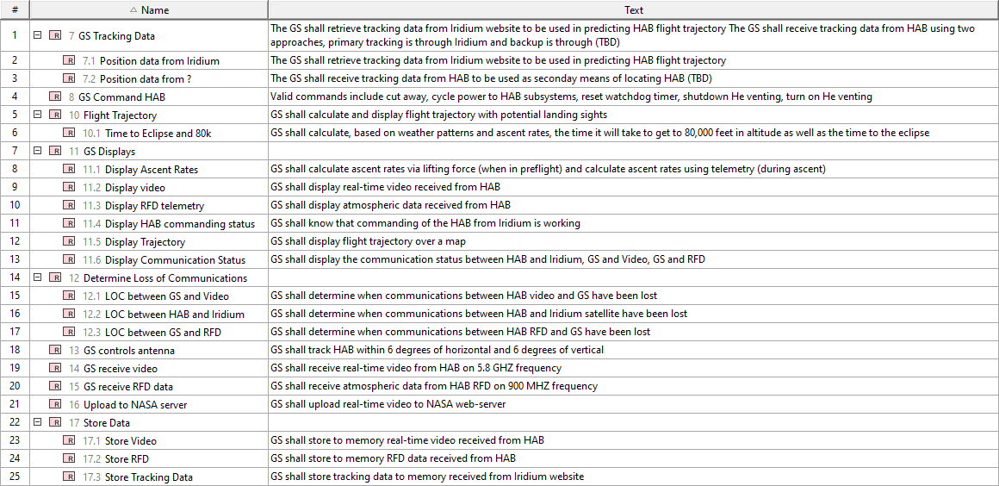 # Name Text
1 R 7 GS Tracking Data The GS shall retrieve tracking data from Iridium website to be used in predicting HAB flight trajectory The GS shall receive tracking data from HAB using two
approaches, primary tracking is through Iridium and backup is through (TBD)
2 R 7.1 Position data from Iridium The GS shall retrieve tracking data from Iridium website to be used in predicting HAB flight trajectory
3 R 7.2 Position data from ? The GS shall receive tracking data from HAB to be used as seconday means of locating HAB (TBD)
4 R 8 GS Command HAB Valid commands include cut away, cycle power to HAB subsystems, reset watchdog timer, shutdown He venting, turn on He venting
5 R 10 Flight Trajectory GS shall calculate and display flight trajectory with potential landing sights
6 R 10.1 Time to Eclipse and 80k GS shall calculate, based on weather patterns and ascent rates, the time it will take to get to 80,000 feet in altitude as well as the time to the eclipse
7 R 11 GS Displays
8 R 11.1 Display Ascent Rates GS shall calculate ascent rates via lifting force (when in preflight) and calculate ascent rates using telemetry (during ascent)
9 R 11.2 Display video GS shall display real-time video received from HAB
10 R 11.3 Display RFD telemetry GS shall display atmospheric data received from HAB
11 R 11.4 Display HAB commanding status GS shall know that commanding of the HAB from Iridium is working
12 R 11.5 Display Trajectory GS shall display flight trajectory over a map
13 R 11.6 Display Communication Status GS shall display the communication status between HAB and Iridium, GS and Video, GS and RFD
14 R 12 Determine Loss of Communications
15 R 12.1 LOC between GS and Video GS shall determine when communications between HAB video and GS have been lost
16 R 12.2 LOC between HAB and Iridium GS shall determine when communications between HAB and Iridium satellite have been lost
17 R 12.3 LOC between GS and RFD GS shall determine when communications between HAB RFD and GS have been lost
18 R 13 GS controls antenna GS shall track HAB within 6 degrees of horizontal and 6 degrees of vertical
19 R 14 GS receive video GS shall receive real-time video from HAB on 5.8 GHZ frequency
20 R 15 GS receive RFD data GS shall receive atmospheric data from HAB RFD on 900 MHZ frequency
21 R 16 Upload to NASA server GS shall upload real-time video to NASA web-server
22 R 17 Store Data
23 R 17.1 Store Video GS shall store to memory real-time video received from HAB
24 R 17.2 Store RFD GS shall store to memory RFD data received from HAB
25 R 17.3 Store Tracking Data GS shall store tracking data to memory received from Iridium website